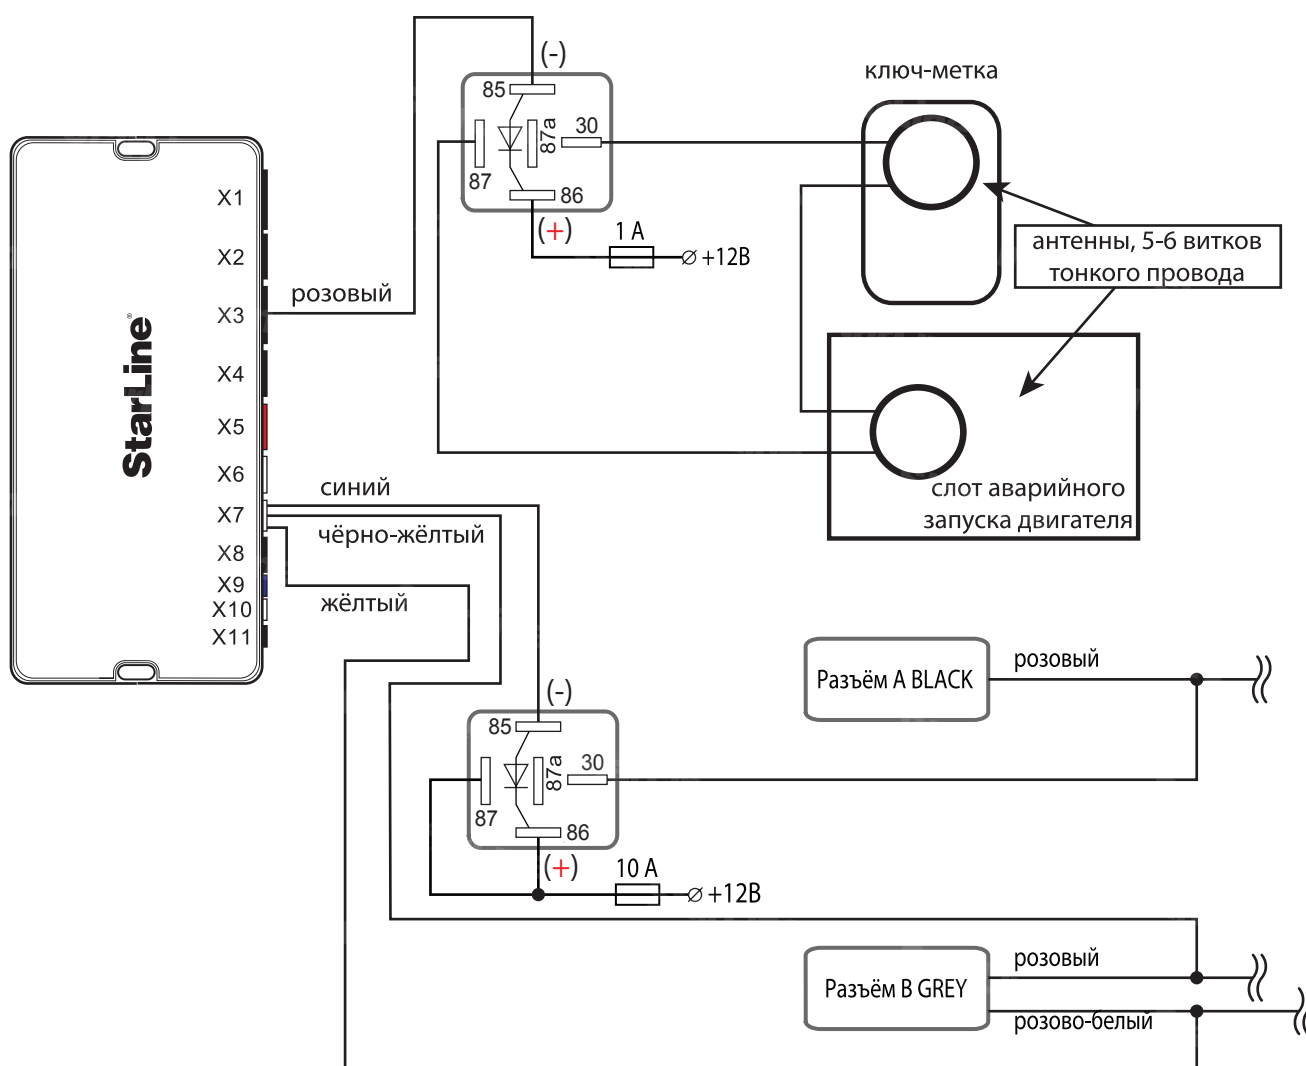 (-)
85
87a
30
87
86
(+)
1 А
+12В
ключ-метка
антенны, 5-6 витков
тонкого провода
слот аварийного
запуска двигателя
StarLine®
X1
X2
X3
X4
X5
X6
X7
X8
X9
X10
X11
розовый
синий
чёрно-жёлтый
жёлтый
(-)
85
87a
30
87
86
(+)
10 А
+12В
Разъём А BLACK
розовый
Разъём В GREY
розовый
розово-белый